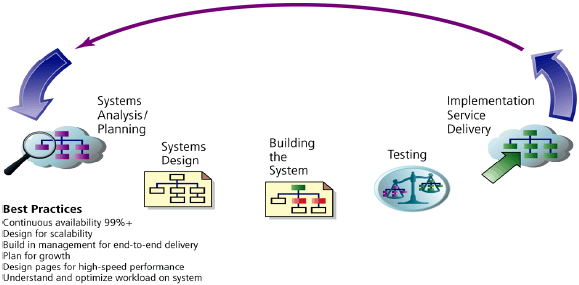 Systems
Analysis/
Planning
Systems
Design
Building
the
System
Testing
Implementation
Service
Delivery
Best Practices
Continuous availability 99%+
Design for scalability
Build in management for end-to-end delivery
Plan for growth
Design pages for high-speed performance
Understand and optimize workload on system